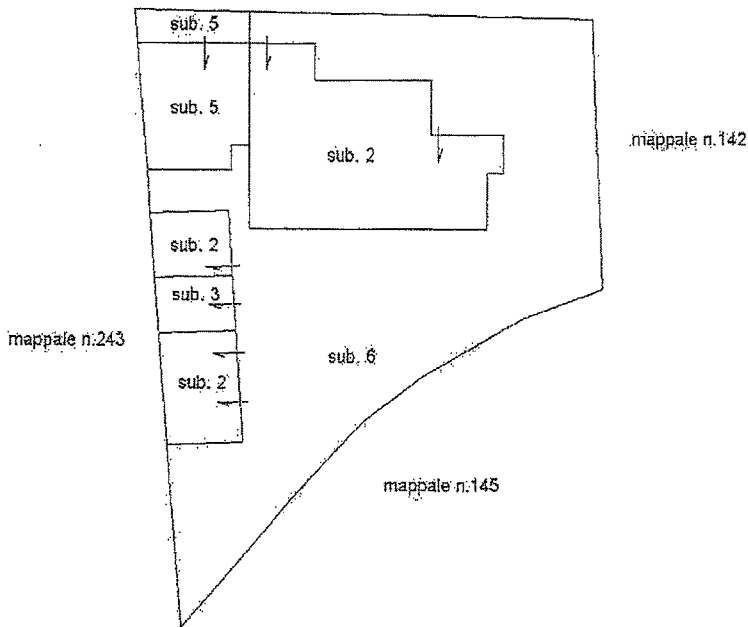 sub. 5
sub. 5
sub. 2
mappale n.142
sub. 2
sub. 3
mappale n.243
sub. 2
sub. 6
mappale n.145